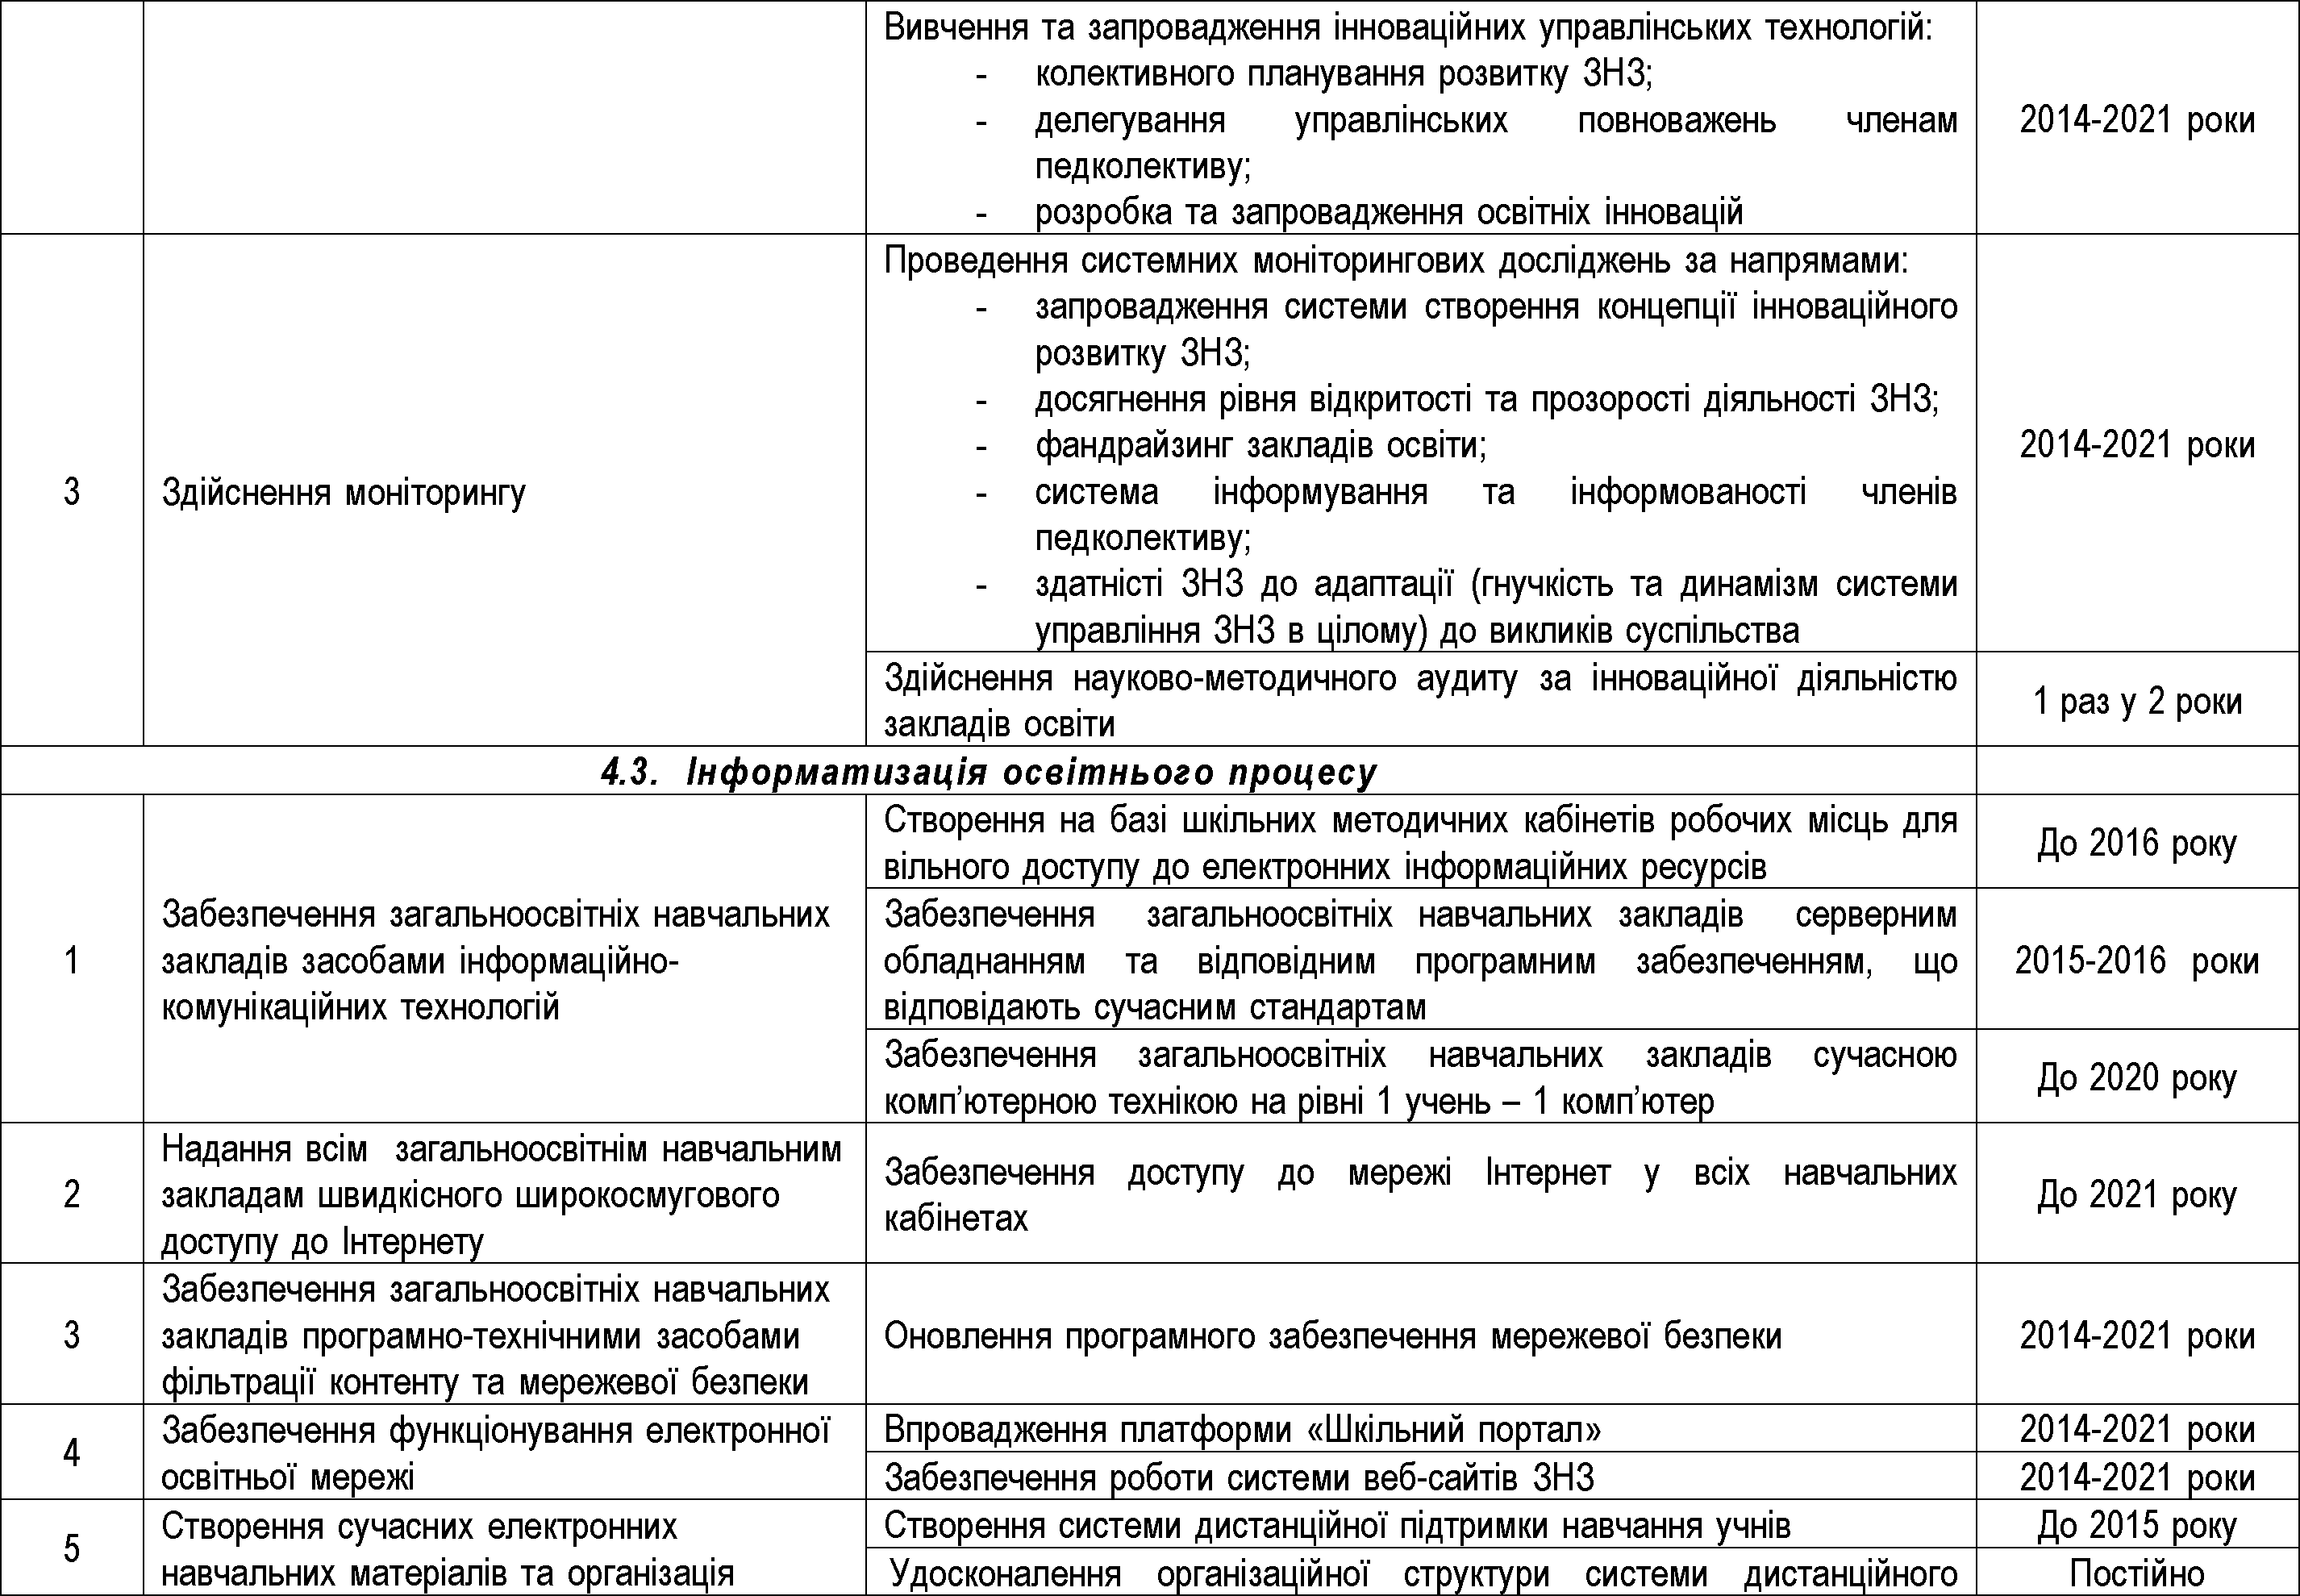 Вивчення та запровадження інноваційних управлінських технологій:
- колективного планування розвитку ЗНЗ;
- делегування управлінських повноважень членам
педколективу;
- розробка та запровадження освітніх інновацій
2014-2021 роки
3
Здійснення моніторингу
Проведення системних моніторингових досліджень за напрямами:
- запровадження системи створення концепції інноваційного
розвитку ЗНЗ;
- досягнення рівня відкритості та прозорості діяльності ЗНЗ;
- фандрайзинг закладів освіти;
- система інформування та інформованості членів
педколективу;
- здатністі ЗНЗ до адаптації (гнучкість та динамізм системи
управління ЗНЗ в цілому) до викликів суспільства
2014-2021 роки
Здійснення науково-методичного аудиту за інноваційної діяльністю
закладів освіти
1 раз у 2 роки
4.3. Інформатизація освітнього процесу
1
Забезпечення загальноосвітніх навчальних
закладів засобами інформаційно-
комунікаційних технологій
Створення на базі шкільних методичних кабінетів робочих місць для
вільного доступу до електронних інформаційних ресурсів
До 2016 року
Забезпечення загальноосвітніх навчальних закладів серверним
обладнанням та відповідним програмним забезпеченням, що
відповідають сучасним стандартам
2015-2016 роки
Забезпечення загальноосвітніх навчальних закладів сучасною
комп’ютерною технікою на рівні 1 учень – 1 комп’ютер
До 2020 року
2
Надання всім загальноосвітнім навчальним
закладам швидкісного широкосмугового
доступу до Інтернету
Забезпечення доступу до мережі Інтернет у всіх навчальних
кабінетах
До 2021 року
3
Забезпечення загальноосвітніх навчальних
закладів програмно-технічними засобами
фільтрації контенту та мережевої безпеки
Оновлення програмного забезпечення мережевої безпеки
2014-2021 роки
4
Забезпечення функціонування електронної
освітньої мережі
Впровадження платформи «Шкільний портал»
2014-2021 роки
Забезпечення роботи системи веб-сайтів ЗНЗ
2014-2021 роки
5
Створення сучасних електронних
навчальних матеріалів та організація
Створення системи дистанційної підтримки навчання учнів
До 2015 року
Удосконалення організаційної структури системи дистанційного
Постійно